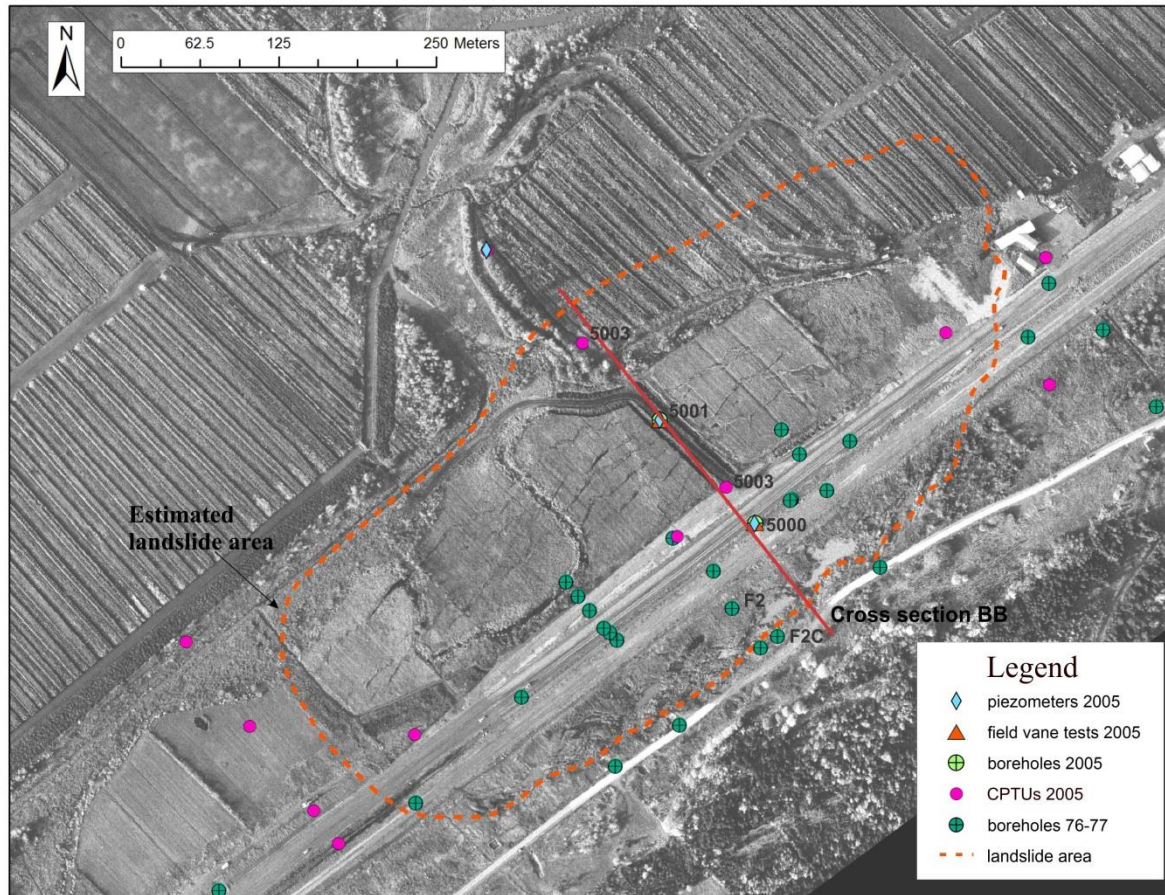 N
0 62.5 125 250 Meters
5003
5001
5003
5000
Estimated
landslide area
F2
F2C
Cross section BB
Legend
piezometers 2005
field vane tests 2005
boreholes 2005
CPTUs 2005
boreholes 76-77
landslide area